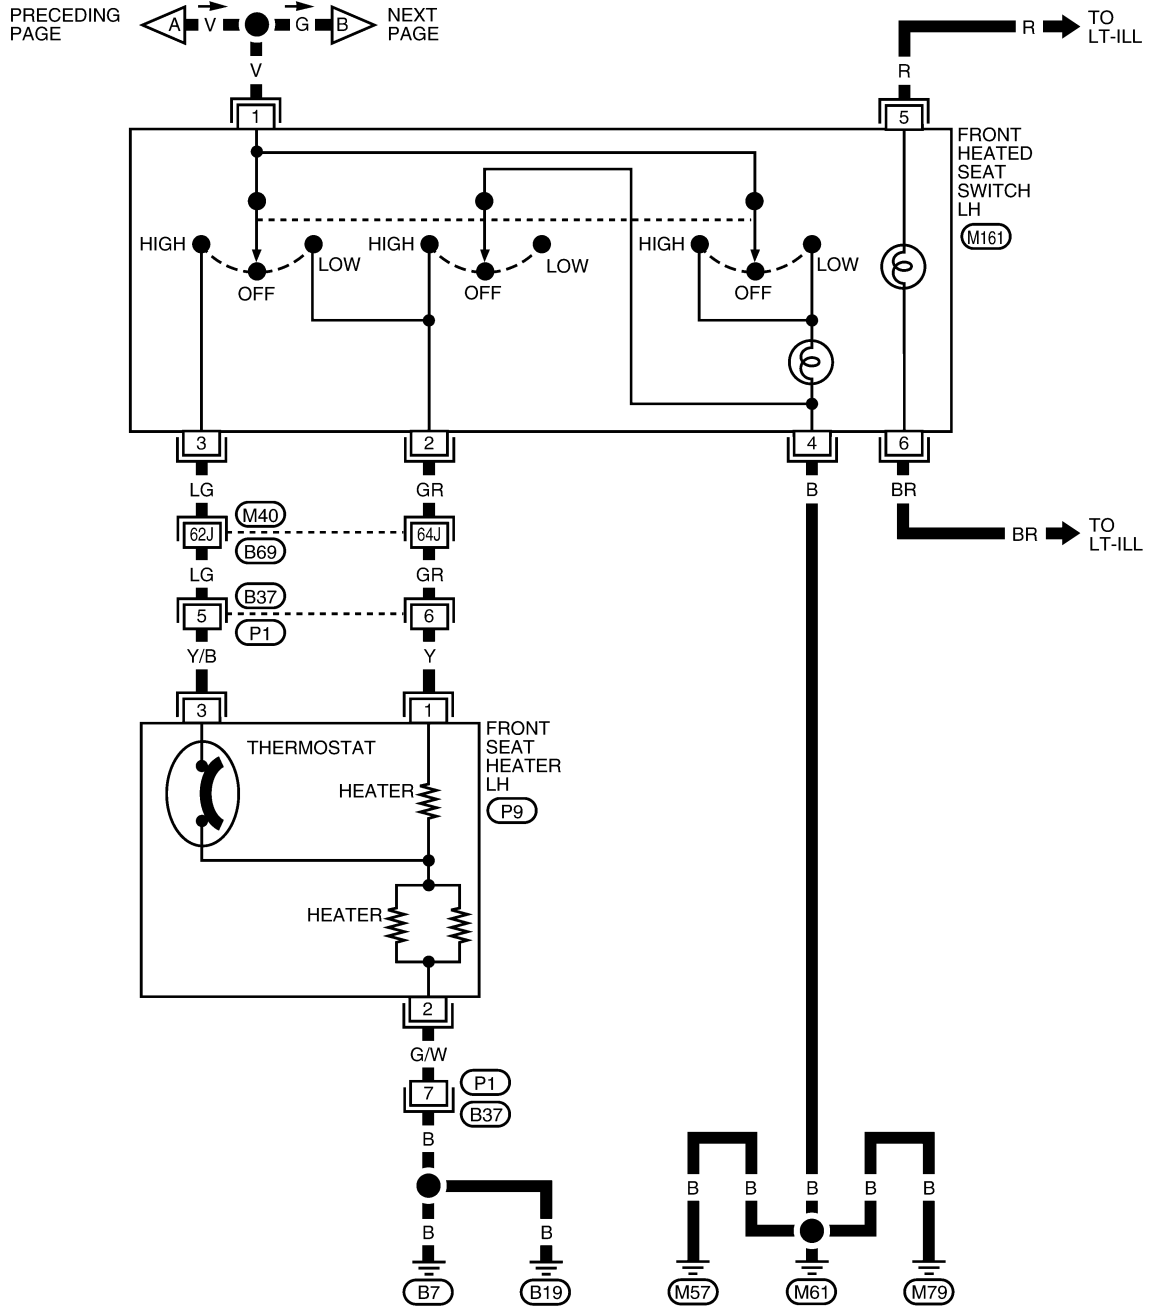 PRECEDING
PAGE
A
V
G
B
NEXT
PAGE
V
1
R
TO
LT-ILL
R
5
FRONT
HEATED
SEAT
SWITCH
LH
M161
HIGH
LOW
OFF
HIGH
LOW
OFF
HIGH
LOW
OFF
3
2
4
6
LG
GR
B
BR
62J
M40
B69
64J
BR
TO
LT-ILL
LG
GR
5
B37
P1
6
Y/B
Y
3
1
THERMOSTAT
HEATER
FRONT
SEAT
HEATER
LH
P9
HEATER
2
G/W
7
P1
B37
B
B
B
B
B
B
B
B
B7
B19
M57
M61
M79